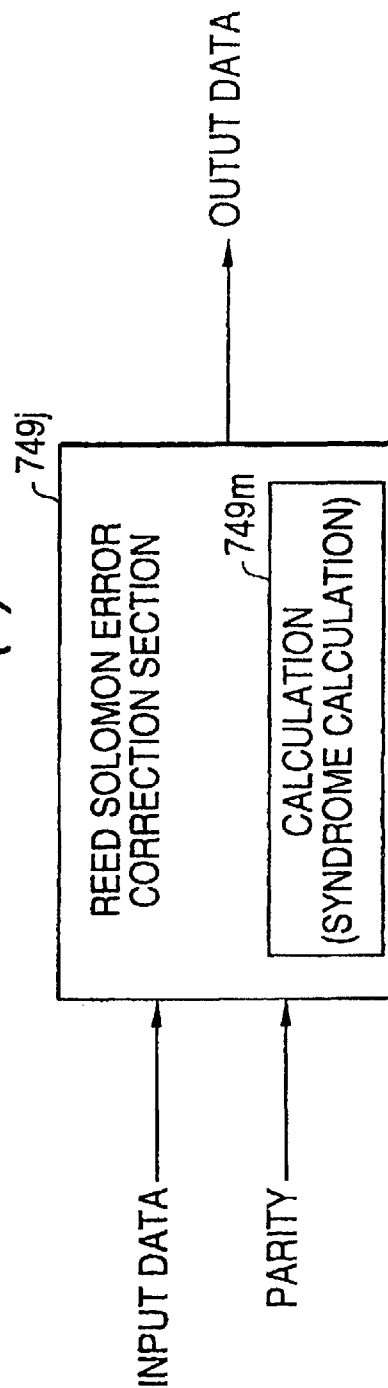 749j
REED SOLOMON ERROR
CORRECTION SECTION
749m
CALCULATION
(SYNDROME CALCULATION)
INPUT DATA
PARITY
OUTUT DATA